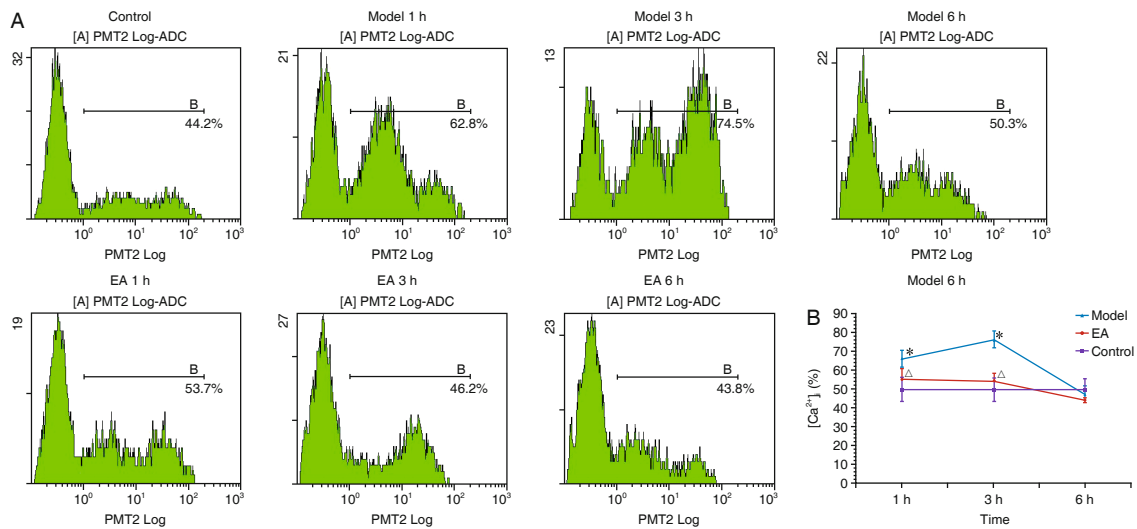 A
Control
[A] PMT2 Log-ADC
32
B
44.2%
10⁰ 10¹ 10² 10³
PMT2 Log
Model 1 h
[A] PMT2 Log-ADC
21
B
62.8%
10⁰ 10¹ 10² 10³
PMT2 Log
Model 3 h
[A] PMT2 Log-ADC
13
B
74.5%
10⁰ 10¹ 10² 10³
PMT2 Log
Model 6 h
[A] PMT2 Log-ADC
22
B
50.3%
10⁰ 10¹ 10² 10³
PMT2 Log
EA 1 h
[A] PMT2 Log-ADC
19
B
53.7%
10⁰ 10¹ 10² 10³
PMT2 Log
EA 3 h
[A] PMT2 Log-ADC
27
B
46.2%
10⁰ 10¹ 10² 10³
PMT2 Log
EA 6 h
[A] PMT2 Log-ADC
23
B
43.8%
10⁰ 10¹ 10² 10³
PMT2 Log
Model 6 h
B
90
80
70
60
50
40
30
20
10
0
[Ca²⁺]i (%)
* *
△ △
Model
EA
Control
1 h 3 h 6 h
Time